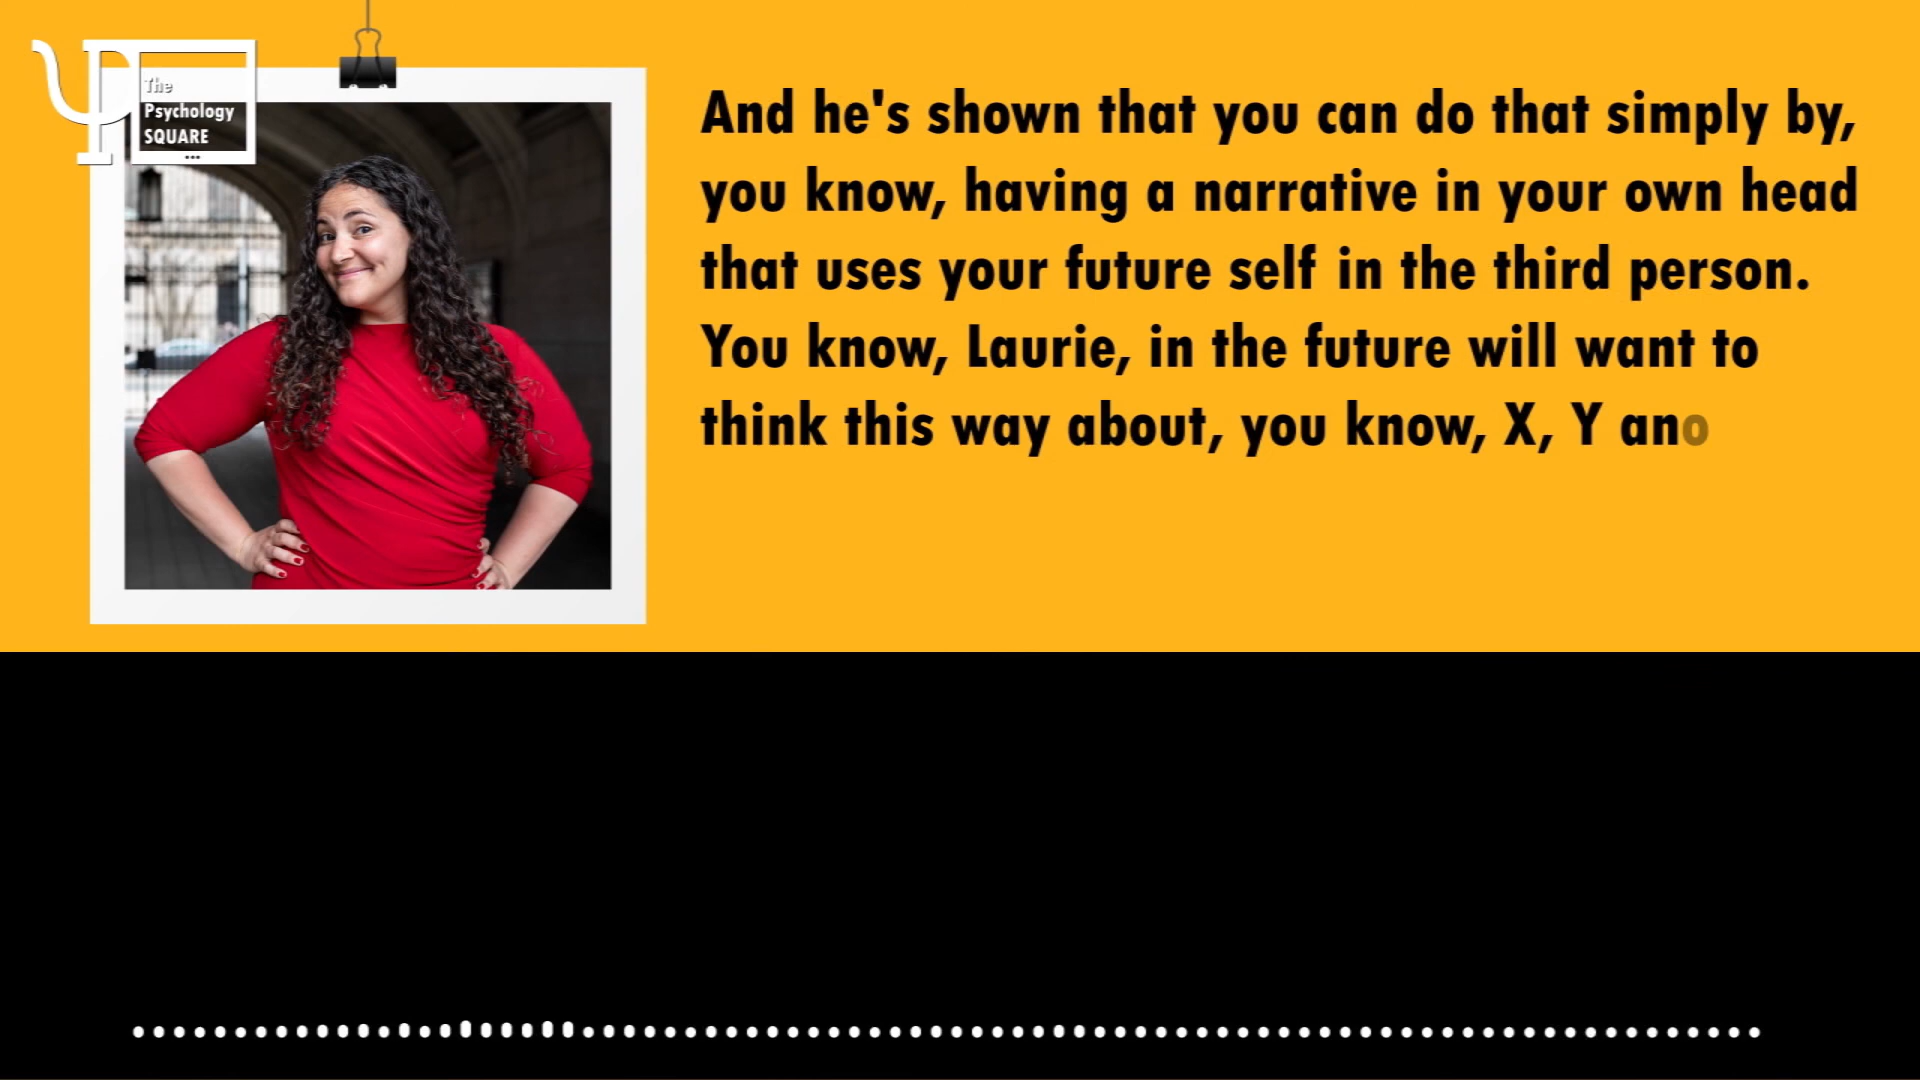 The
Psychology
SQUARE
And he's shown that you can do that simply by,
you know, having a narrative in your own head
that uses your future self in the third person.
You know, Laurie, in the future will want to
think this way about, you know, X, Y ano